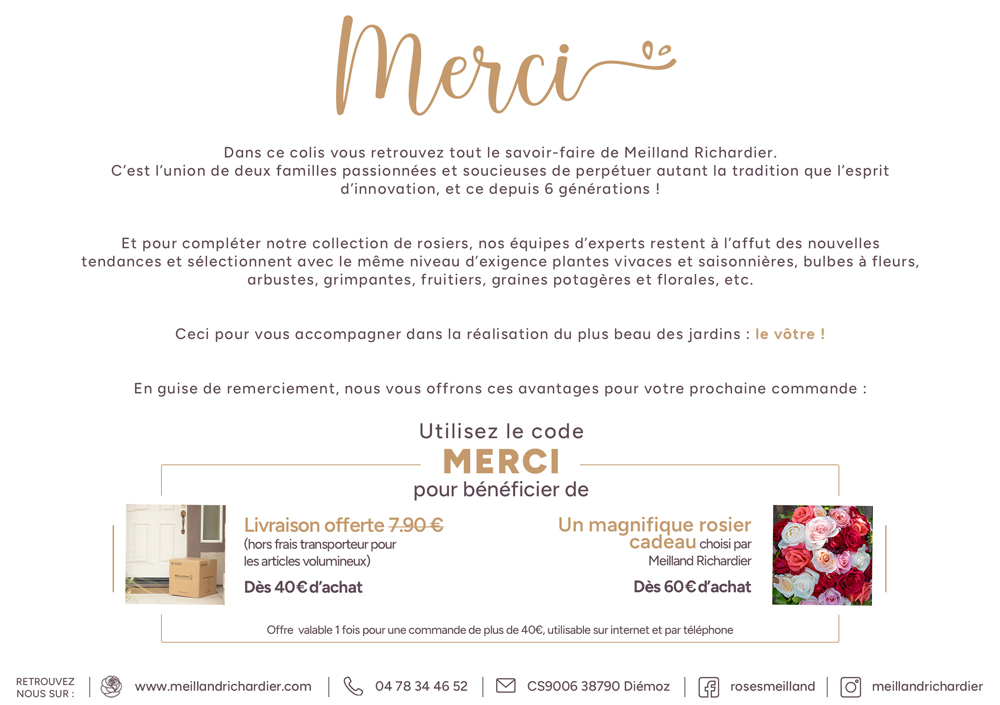 Merci
Dans ce colis vous retrouvez tout le savoir-faire de Meilland Richardier.
C’est l’union de deux familles passionnées et soucieuses de perpétuer autant la tradition que l’esprit
d’innovation, et ce depuis 6 générations !
Et pour compléter notre collection de rosiers, nos équipes d’experts restent à l’affut des nouvelles
tendances et sélectionnent avec le même niveau d’exigence plantes vivaces et saisonnières, bulbes à fleurs,
arbustes, grimpantes, fruitiers, graines potagères et florales, etc.
Ceci pour vous accompagner dans la réalisation du plus beau des jardins : le vôtre !
En guise de remerciement, nous vous offrons ces avantages pour votre prochaine commande :
Utilisez le code
MERCI
pour bénéficier de
Livraison offerte 7.90 €
(hors frais transporteur pour
les articles volumineux)
Dès 40€ d’achat
Un magnifique rosier
cadeau choisi par
Meilland Richardier
Dès 60€ d’achat
Offre valable 1 fois pour une commande de plus de 40€, utilisable sur internet et par téléphone
RETROUVEZ
NOUS SUR :
www.meillandrichardier.com
04 78 34 46 52
CS9006 38790 Diémoz
rosesmeilland
meillandrichardier